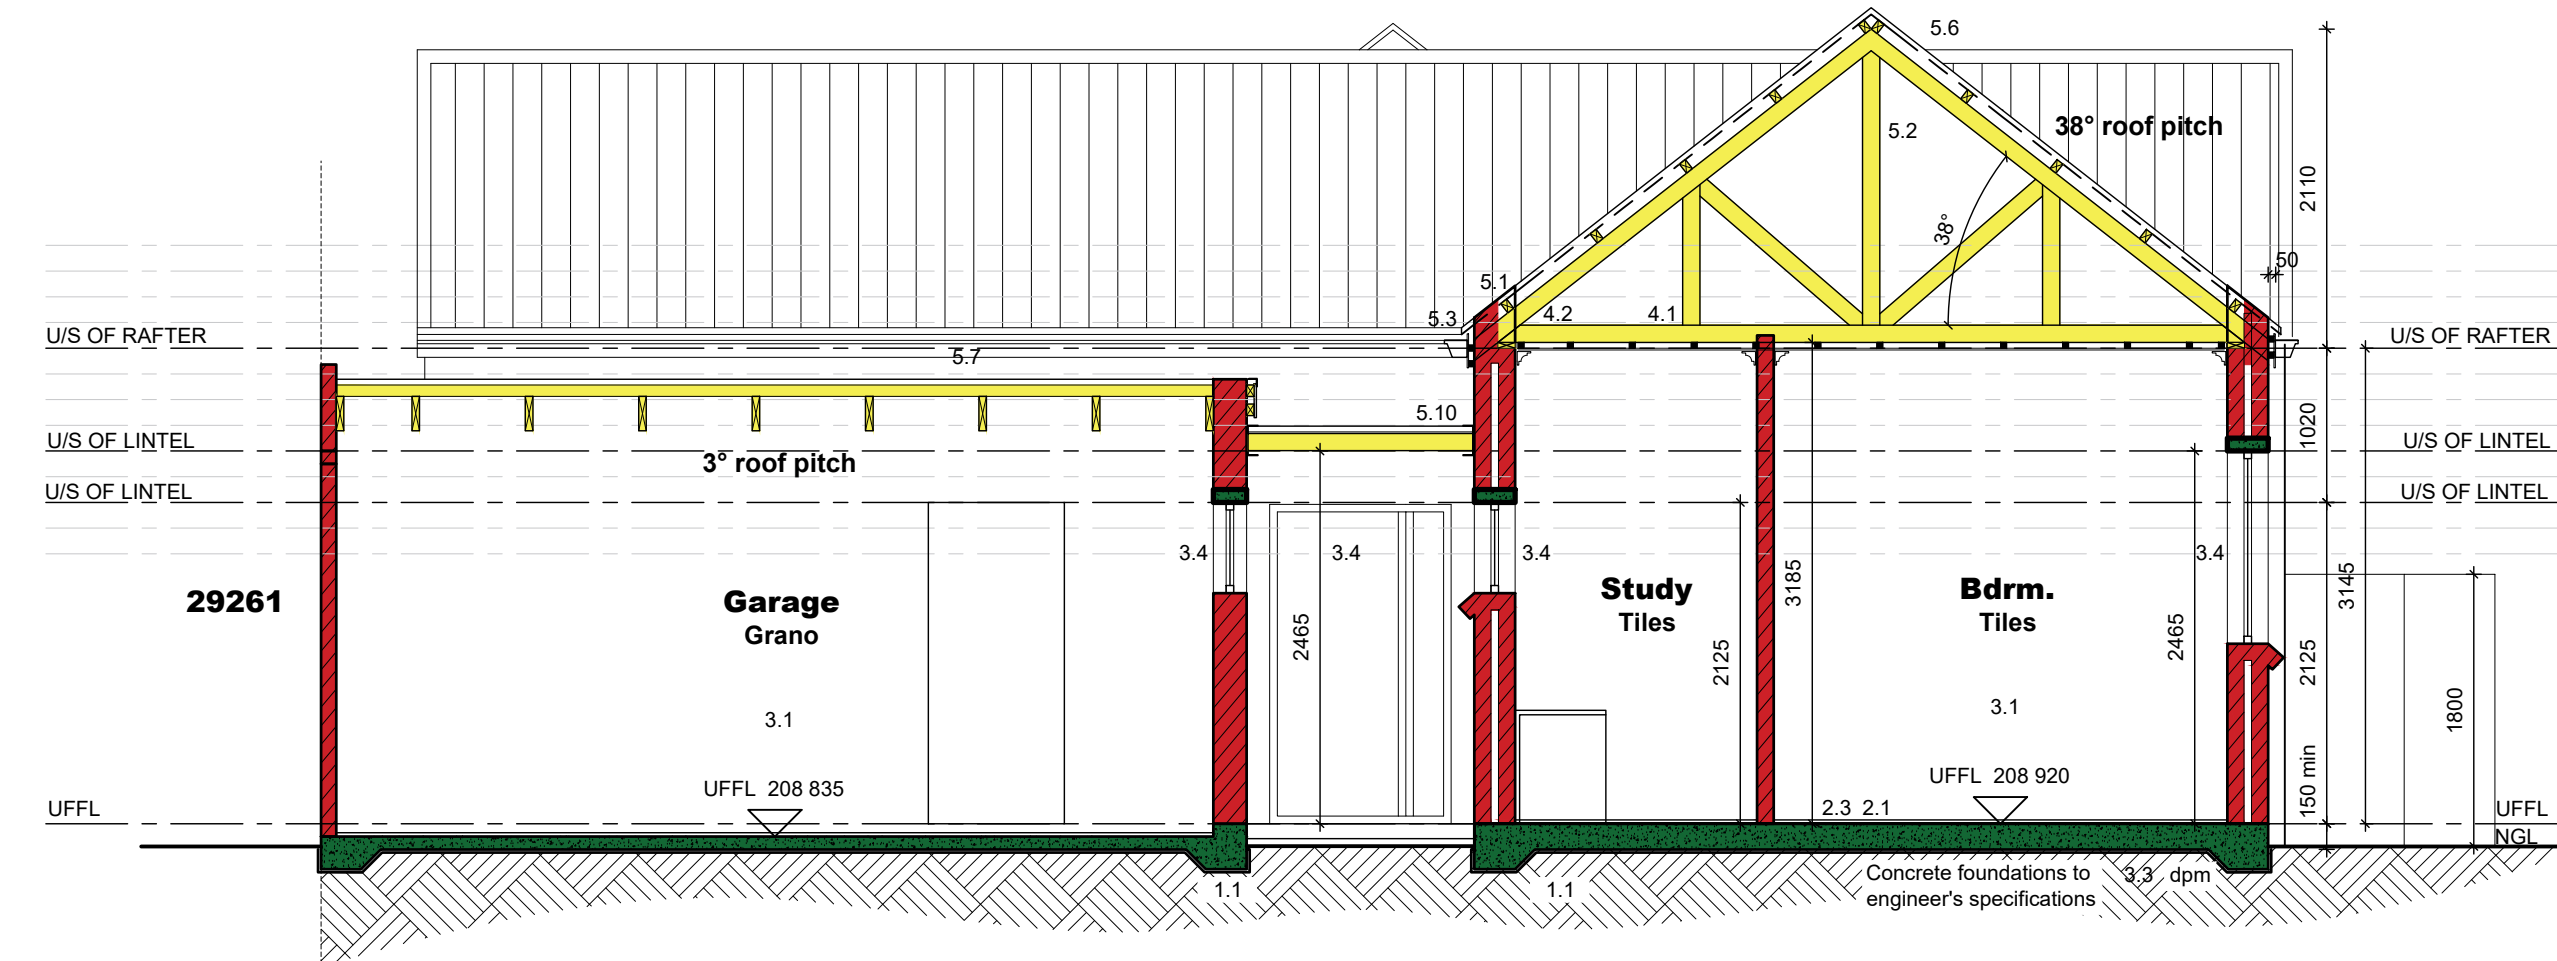 5.6
38° roof pitch
5.2
2110
38°
50
5.1
5.3
4.2
4.1
U/S OF RAFTER
U/S OF RAFTER
5.7
5.10
1020
U/S OF LINTEL
U/S OF LINTEL
3° roof pitch
U/S OF LINTEL
U/S OF LINTEL
3.4
3.4
3.4
3.4
29261
Garage
Grano
2465
Study
Tiles
2125
3185
Bdrm.
Tiles
2465
2125
3145
1800
3.1
3.1
UFFL 208 835
UFFL 208 920
150 min
UFFL
2.3 2.1
UFFL
NGL
1.1
1.1
Concrete foundations to
engineer's specifications
3.3 dpm